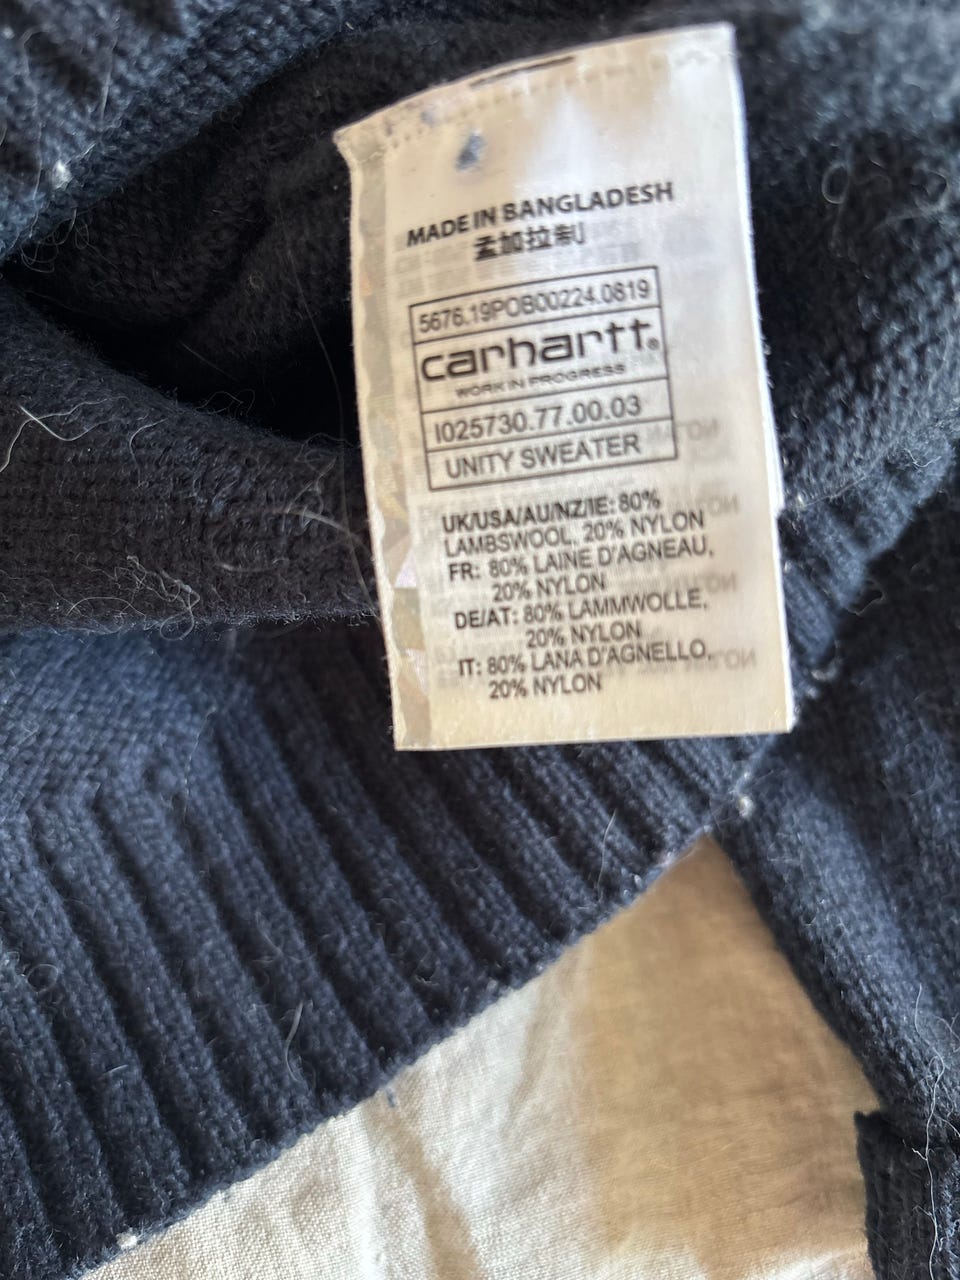 MADE IN BANGLADESH
孟加拉制
5676.19POB00224.0819
carhartt®
WORK IN PROGRESS
I025730.77.00.03
UNITY SWEATER
UK/USA/AU/NZ/IE: 80%
LAMBSWOOL, 20% NYLON
FR: 80% LAINE D'AGNEAU,
20% NYLON
DE/AT: 80% LAMMWOLLE,
20% NYLON
IT: 80% LANA D'AGNELLO,
20% NYLON